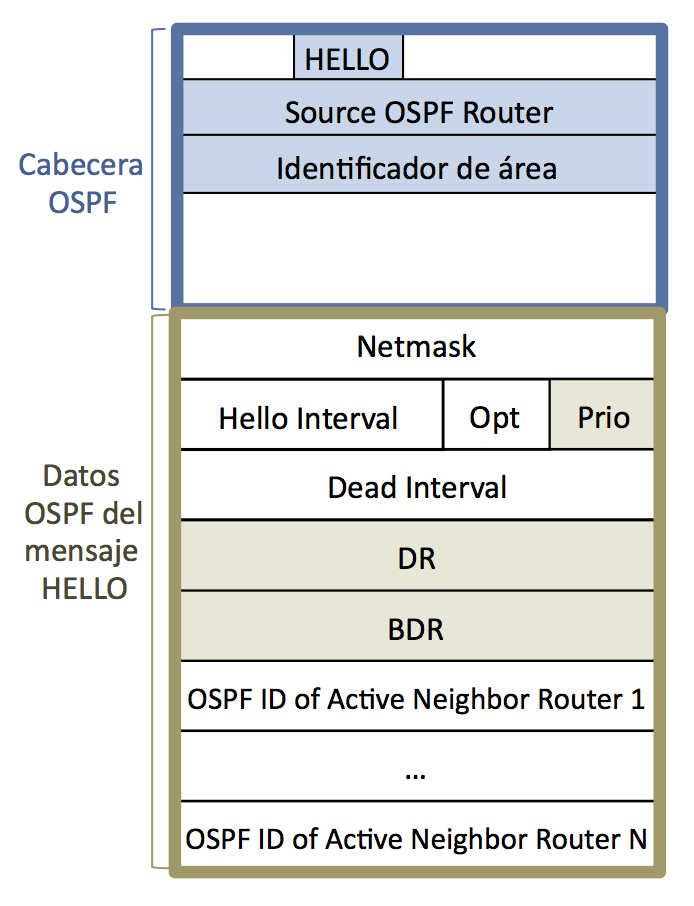 HELLO
Source OSPF Router
Identificador de área
Cabecera
OSPF
Netmask
Hello Interval
Opt
Prio
Dead Interval
DR
BDR
OSPF ID of Active Neighbor Router 1
...
OSPF ID of Active Neighbor Router N
Datos
OSPF del
mensaje
HELLO